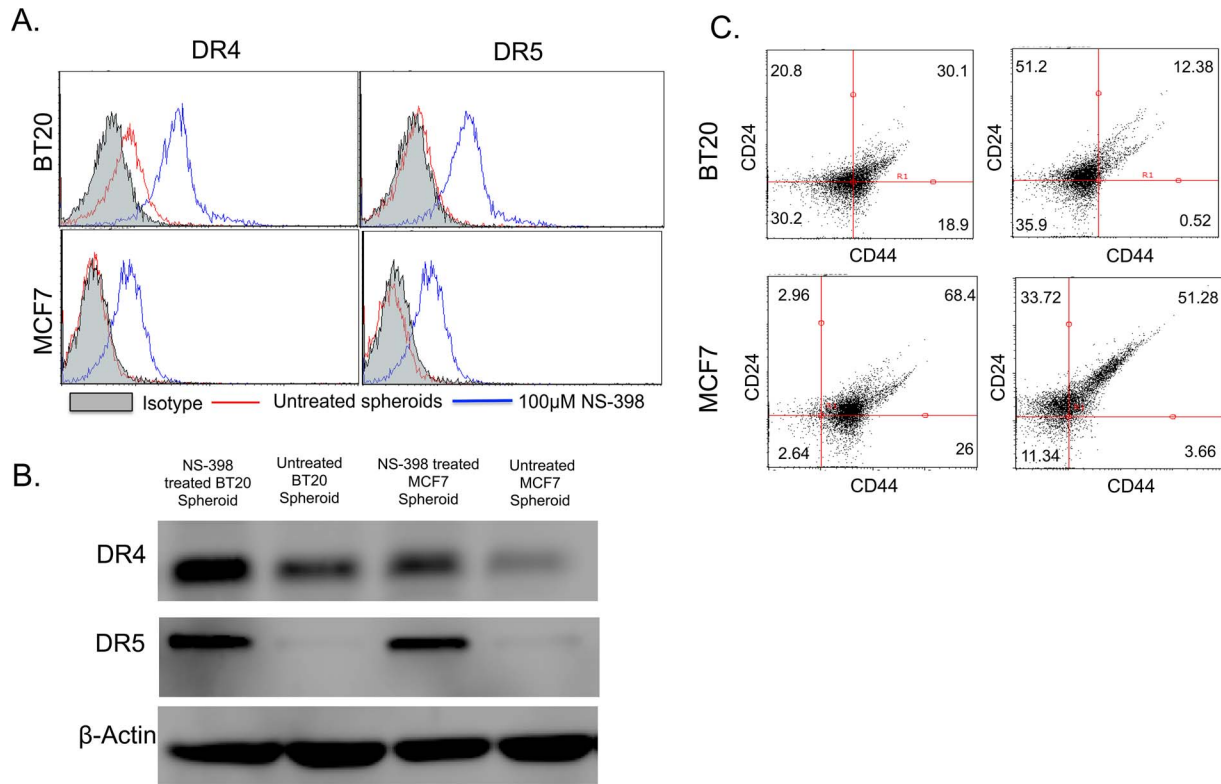 A.
DR4
DR5
BT20
MCF7
Isotype
Untreated spheroids
100µM NS-398
B.
NS-398
treated BT20
Spheroid
Untreated
BT20
Spheroid
NS-398 treated
MCF7
Spheroid
Untreated
MCF7
Spheroid
DR4
DR5
β-Actin
C.
BT20
20.8
30.1
CD24
R1
30.2
18.9
CD44
51.2
12.38
CD24
R1
35.9
0.52
CD44
MCF7
2.96
68.4
CD24
2.64
26
CD44
33.72
51.28
CD24
11.34
3.66
CD44